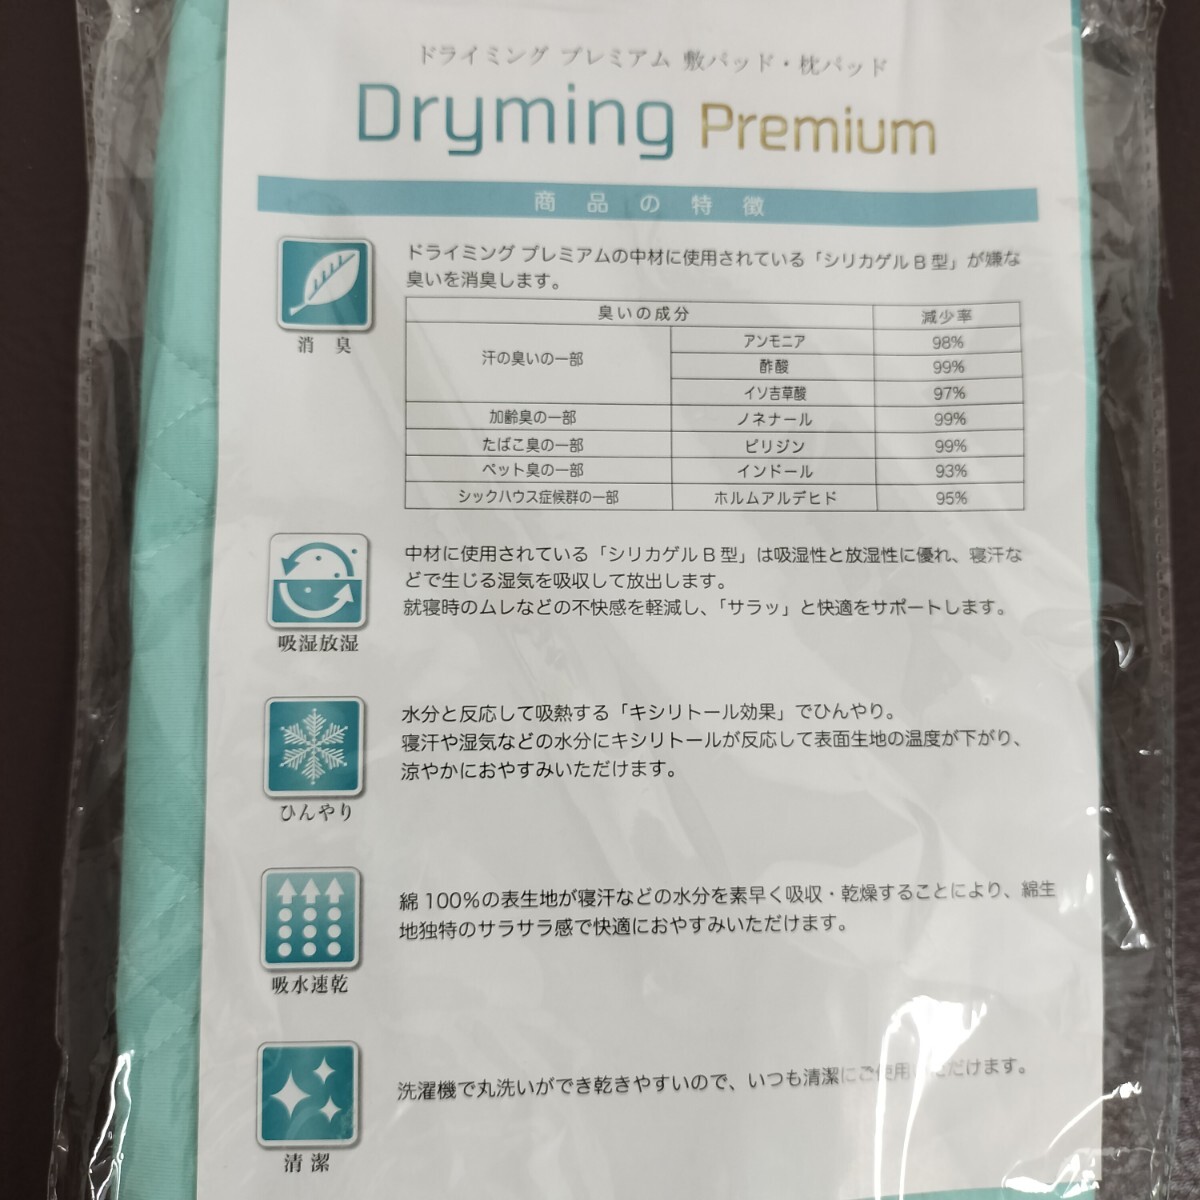 ドライミング プレミアム 敷パッド・枕パッド
Dryming Premium
商品の特徴
消臭
ドライミング プレミアムの中材に使用されている「シリカゲルB型」が嫌な
臭いを消臭します。
臭いの成分 減少率
汗の臭いの一部 アンモニア 98%
酢酸 99%
イソ吉草酸 97%
加齢臭の一部 ノネナール 99%
たばこ臭の一部 ピリジン 99%
ペット臭の一部 インドール 93%
シックハウス症候群の一部 ホルムアルデヒド 95%
吸湿放湿
中材に使用されている「シリカゲルB型」は吸湿性と放湿性に優れ、寝汗な
どで生じる湿気を吸収して放出します。
就寝時のムレなどの不快感を軽減し、「サラッ」と快適をサポートします。
ひんやり
水分と反応して吸熱する「キシリトール効果」でひんやり。
寝汗や湿気などの水分にキシリトールが反応して表面生地の温度が下がり、
涼やかにおやすみいただけます。
吸水速乾
綿100%の表生地が寝汗などの水分を素早く吸収・乾燥することにより、綿生
地独特のサラサラ感で快適におやすみいただけます。
清潔
洗濯機で丸洗いができ乾きやすいので、いつも清潔にご使用いただけます。